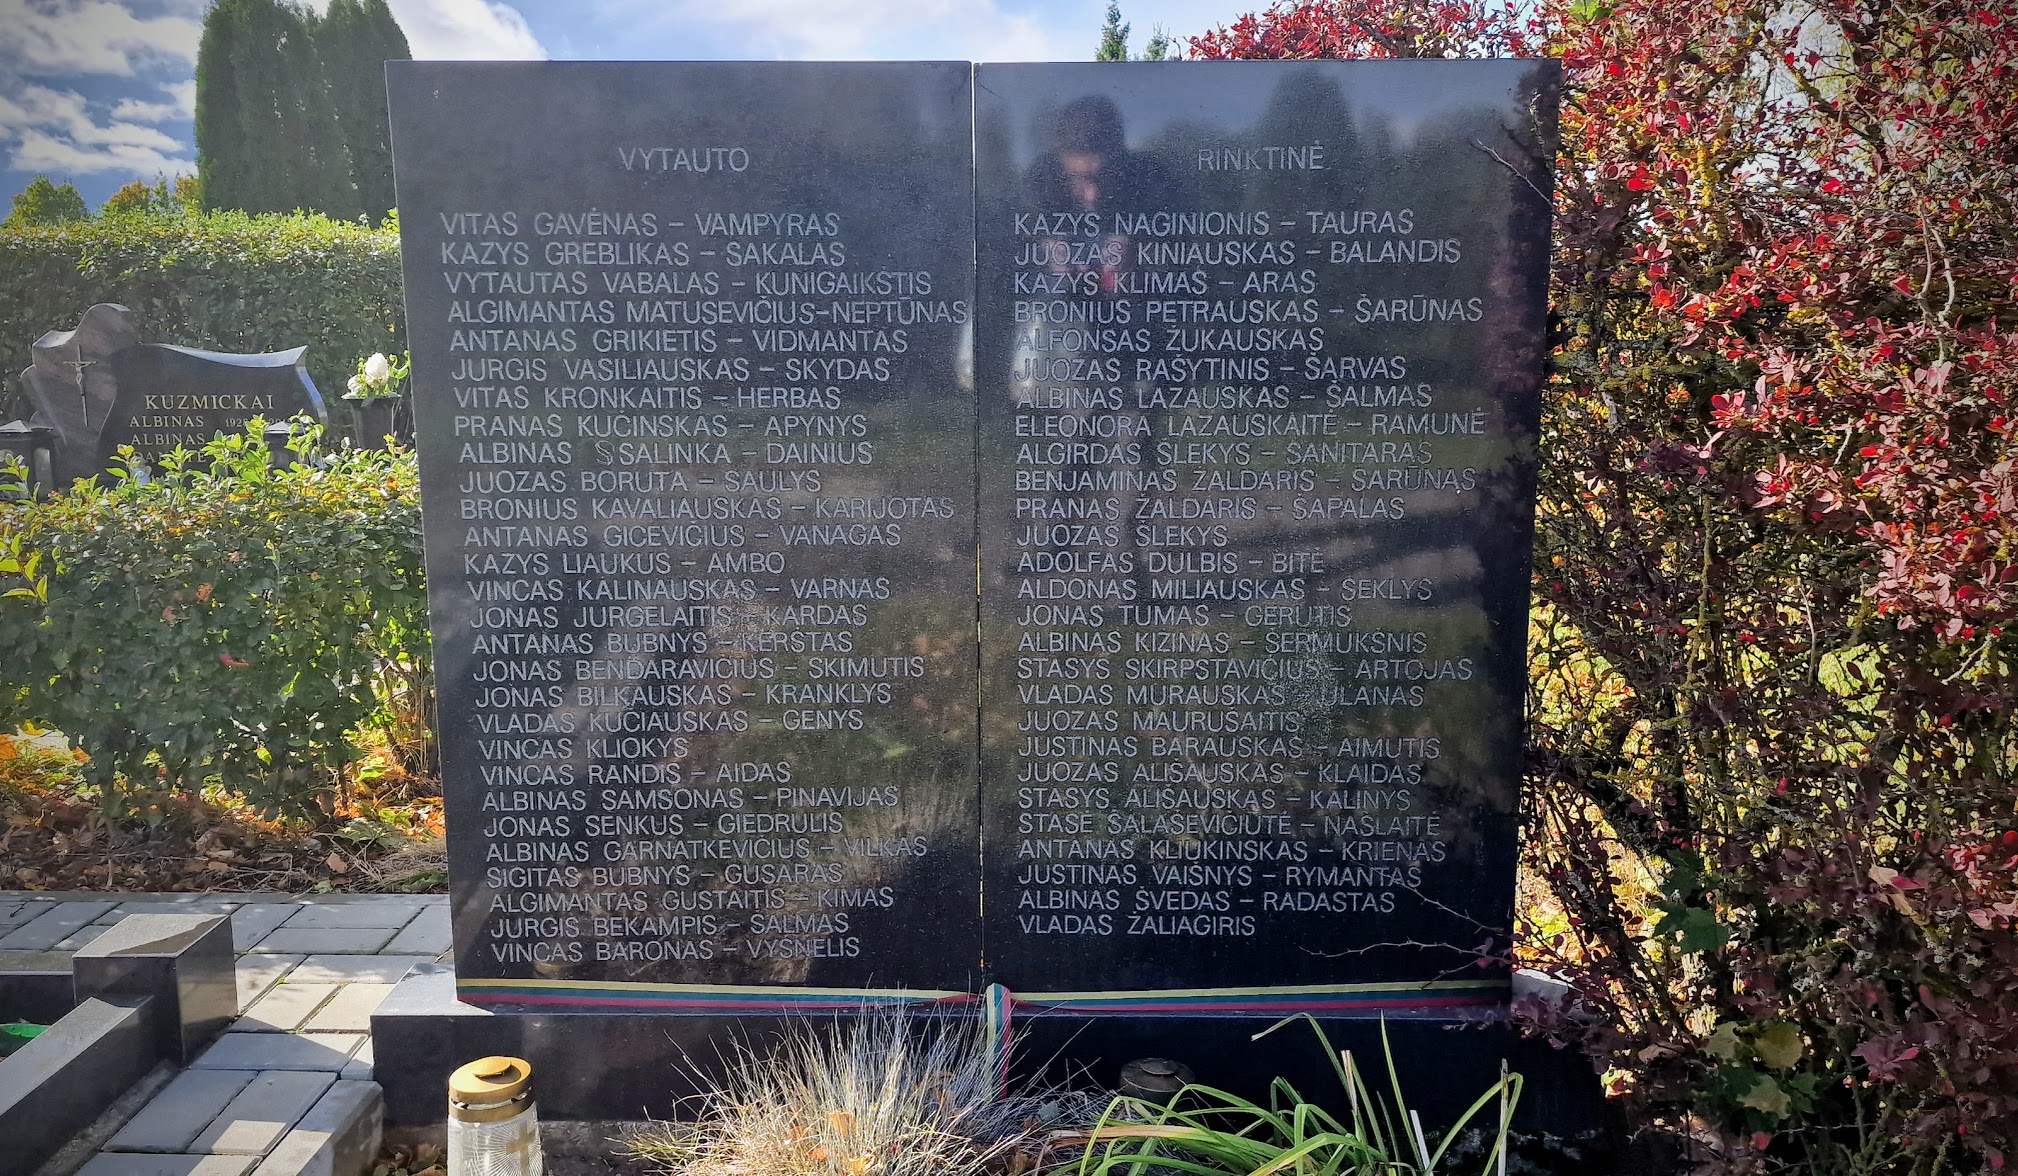 VYTAUTO
VITAS GAVĖNAS – VAMPYRAS
KAZYS GREBLIKAS – SAKALAS
VYTAUTAS VABALAS – KUNIGAIKŠTIS
ALGIMANTAS MATUSEVIČIUS-NEPTŪNAS
ANTANAS GRIKIETIS – VIDMANTAS
JURGIS VASILIAUSKAS – SKYDAS
VITAS KRONKAITIS – HERBAS
PRANAS KUČINSKAS – APYNYS
ALBINAS SSALINKA – DAINIUS
JUOZAS BORUTA – SAULYS
BRONIUS KAVALIAUSKAS – KARIJOTAS
ANTANAS GICEVIČIUS – VANAGAS
KAZYS LIAUKUS – AMBO
VINCAS KALINAUSKAS – VARNAS
JONAS JURGELAITIS – KARDAS
ANTANAS BUBNYS – KERŠTAS
JONAS BENDARAVIČIUS – SKIMUTIS
JONAS BILKAUSKAS – KRANKLYS
VLADAS KUČIAUSKAS – GENYS
VINCAS KLIOKYS
VINCAS RANDIS – AIDAS
ALBINAS SAMSONAS – PINAVIJAS
JONAS SENKUS – GIEDRULIS
ALBINAS GARNATKEVIČIUS – VILKAS
SIGITAS BUBNYS – GUSARAS
ALGIMANTAS GUSTAITIS – KIMAS
JURGIS BEKAMPIS – ŠALMAS
VINCAS BARONAS – VYŠNELIS
RINKTINĖ
KAZYS NAGINIONIS – TAURAS
JUOZAS KINIAUSKAS – BALANDIS
KAZYS KLIMAS – ARAS
BRONIUS PETRAUSKAS – ŠARŪNAS
ALFONSAS ŽUKAUSKAS
JUOZAS RAŠYTINIS – ŠARVAS
ALBINAS LAZAUSKAS – ŠALMAS
ELEONORA LAZAUSKAITĖ – RAMUNĖ
ALGIRDAS ŠLEKYS – SANITARAS
BENJAMINAS ŽALDARIS – ŠARŪNAS
PRANAS ŽALDARIS – ŠAPALAS
JUOZAS ŠLEKYS
ADOLFAS DULBIS – BITĖ
ALDONAS MILIAUSKAS – ŠEKLYS
JONAS TUMAS – GERUTIS
ALBINAS KIZINAS – ŠERMUKSNIS
STASYS SKIRPSTAVIČIUS – ARTOJAS
VLADAS MURAUSKAS – ULANAS
JUOZAS MAURUŠAITIS
JUSTINAS BARAUSKAS – AIMUTIS
JUOZAS ALIŠAUSKAS – KLAIDAS
STASYS ALIŠAUSKAS – KALINYS
STASĖ ŠALAŠEVIČIŪTĖ – NAŠLAITĖ
ANTANAS KLIUKINSKAS – KRIENAS
JUSTINAS VAIŠNYS – RYMANTAS
ALBINAS ŠVEDAS – RADASTAS
VLADAS ŽALIAGIRIS
KUZMICKAI
ALBINAS
ALBINAS